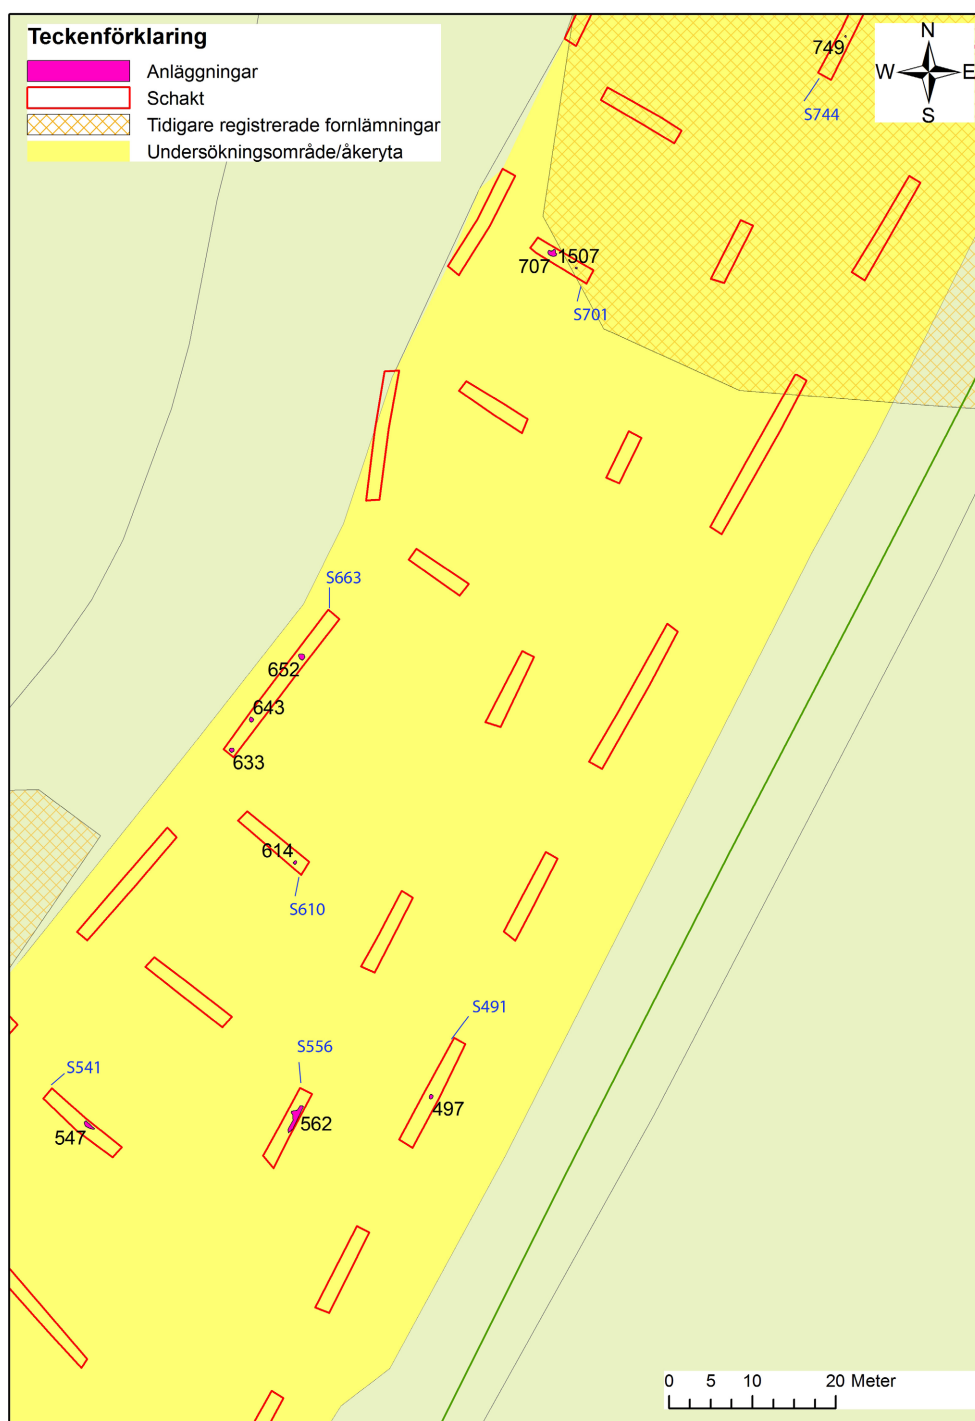 Teckenförklaring
Anläggningar
Schakt
Tidigare registrerade fornlämningar
Undersökningsområde/åkeryta
N
W E
S
749
S744
1507
707
S701
S663
652
643
633
614
S610
S491
S556
S541
497
562
547
0 5 10 20 Meter